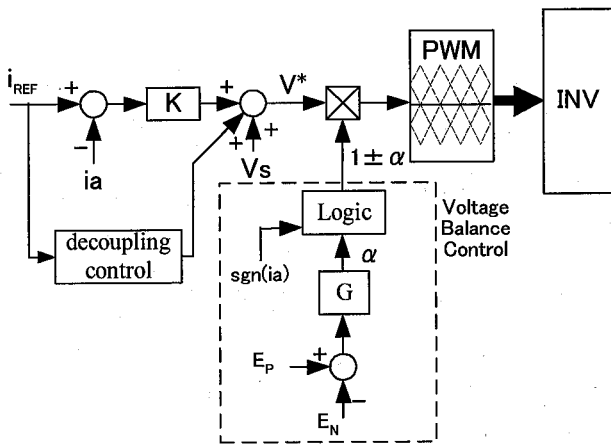 PWM
INV
i_REF
+
−
ia
K
+
+
+
V*
Vs
1 ± α
decoupling
control
Logic
Voltage
Balance
Control
sgn(ia)
α
G
E_P
+
−
E_N